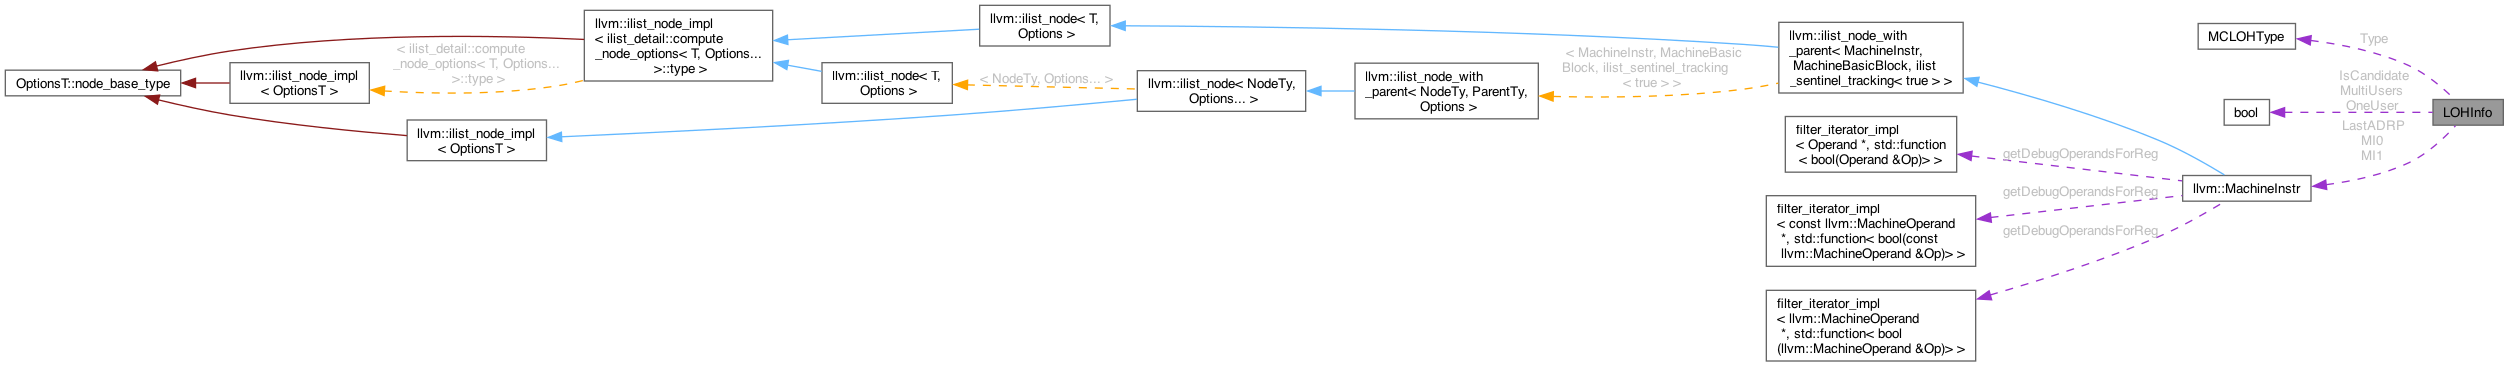 OptionsT::node_base_type
llvm::ilist_node_impl
< OptionsT >
< ilist_detail::compute
_node_options< T, Options...
>::type >
llvm::ilist_node_impl
< OptionsT >
llvm::ilist_node_impl
< ilist_detail::compute
_node_options< T, Options...
>::type >
llvm::ilist_node< T,
Options >
llvm::ilist_node< T,
Options >
< NodeTy, Options... >
llvm::ilist_node< NodeTy,
Options... >
llvm::ilist_node_with
_parent< NodeTy, ParentTy,
Options >
< MachineInstr, MachineBasic
Block, ilist_sentinel_tracking
< true > >
llvm::ilist_node_with
_parent< MachineInstr,
MachineBasicBlock, ilist
_sentinel_tracking< true > >
filter_iterator_impl
< Operand *, std::function
< bool(Operand &Op)> >
filter_iterator_impl
< const llvm::MachineOperand
*, std::function< bool(const
llvm::MachineOperand &Op)> >
filter_iterator_impl
< llvm::MachineOperand
*, std::function< bool
(llvm::MachineOperand &Op)> >
getDebugOperandsForReg
getDebugOperandsForReg
getDebugOperandsForReg
MCLOHType
bool
llvm::MachineInstr
Type
IsCandidate
MultiUsers
OneUser
LastADRP
MI0
MI1
LOHInfo